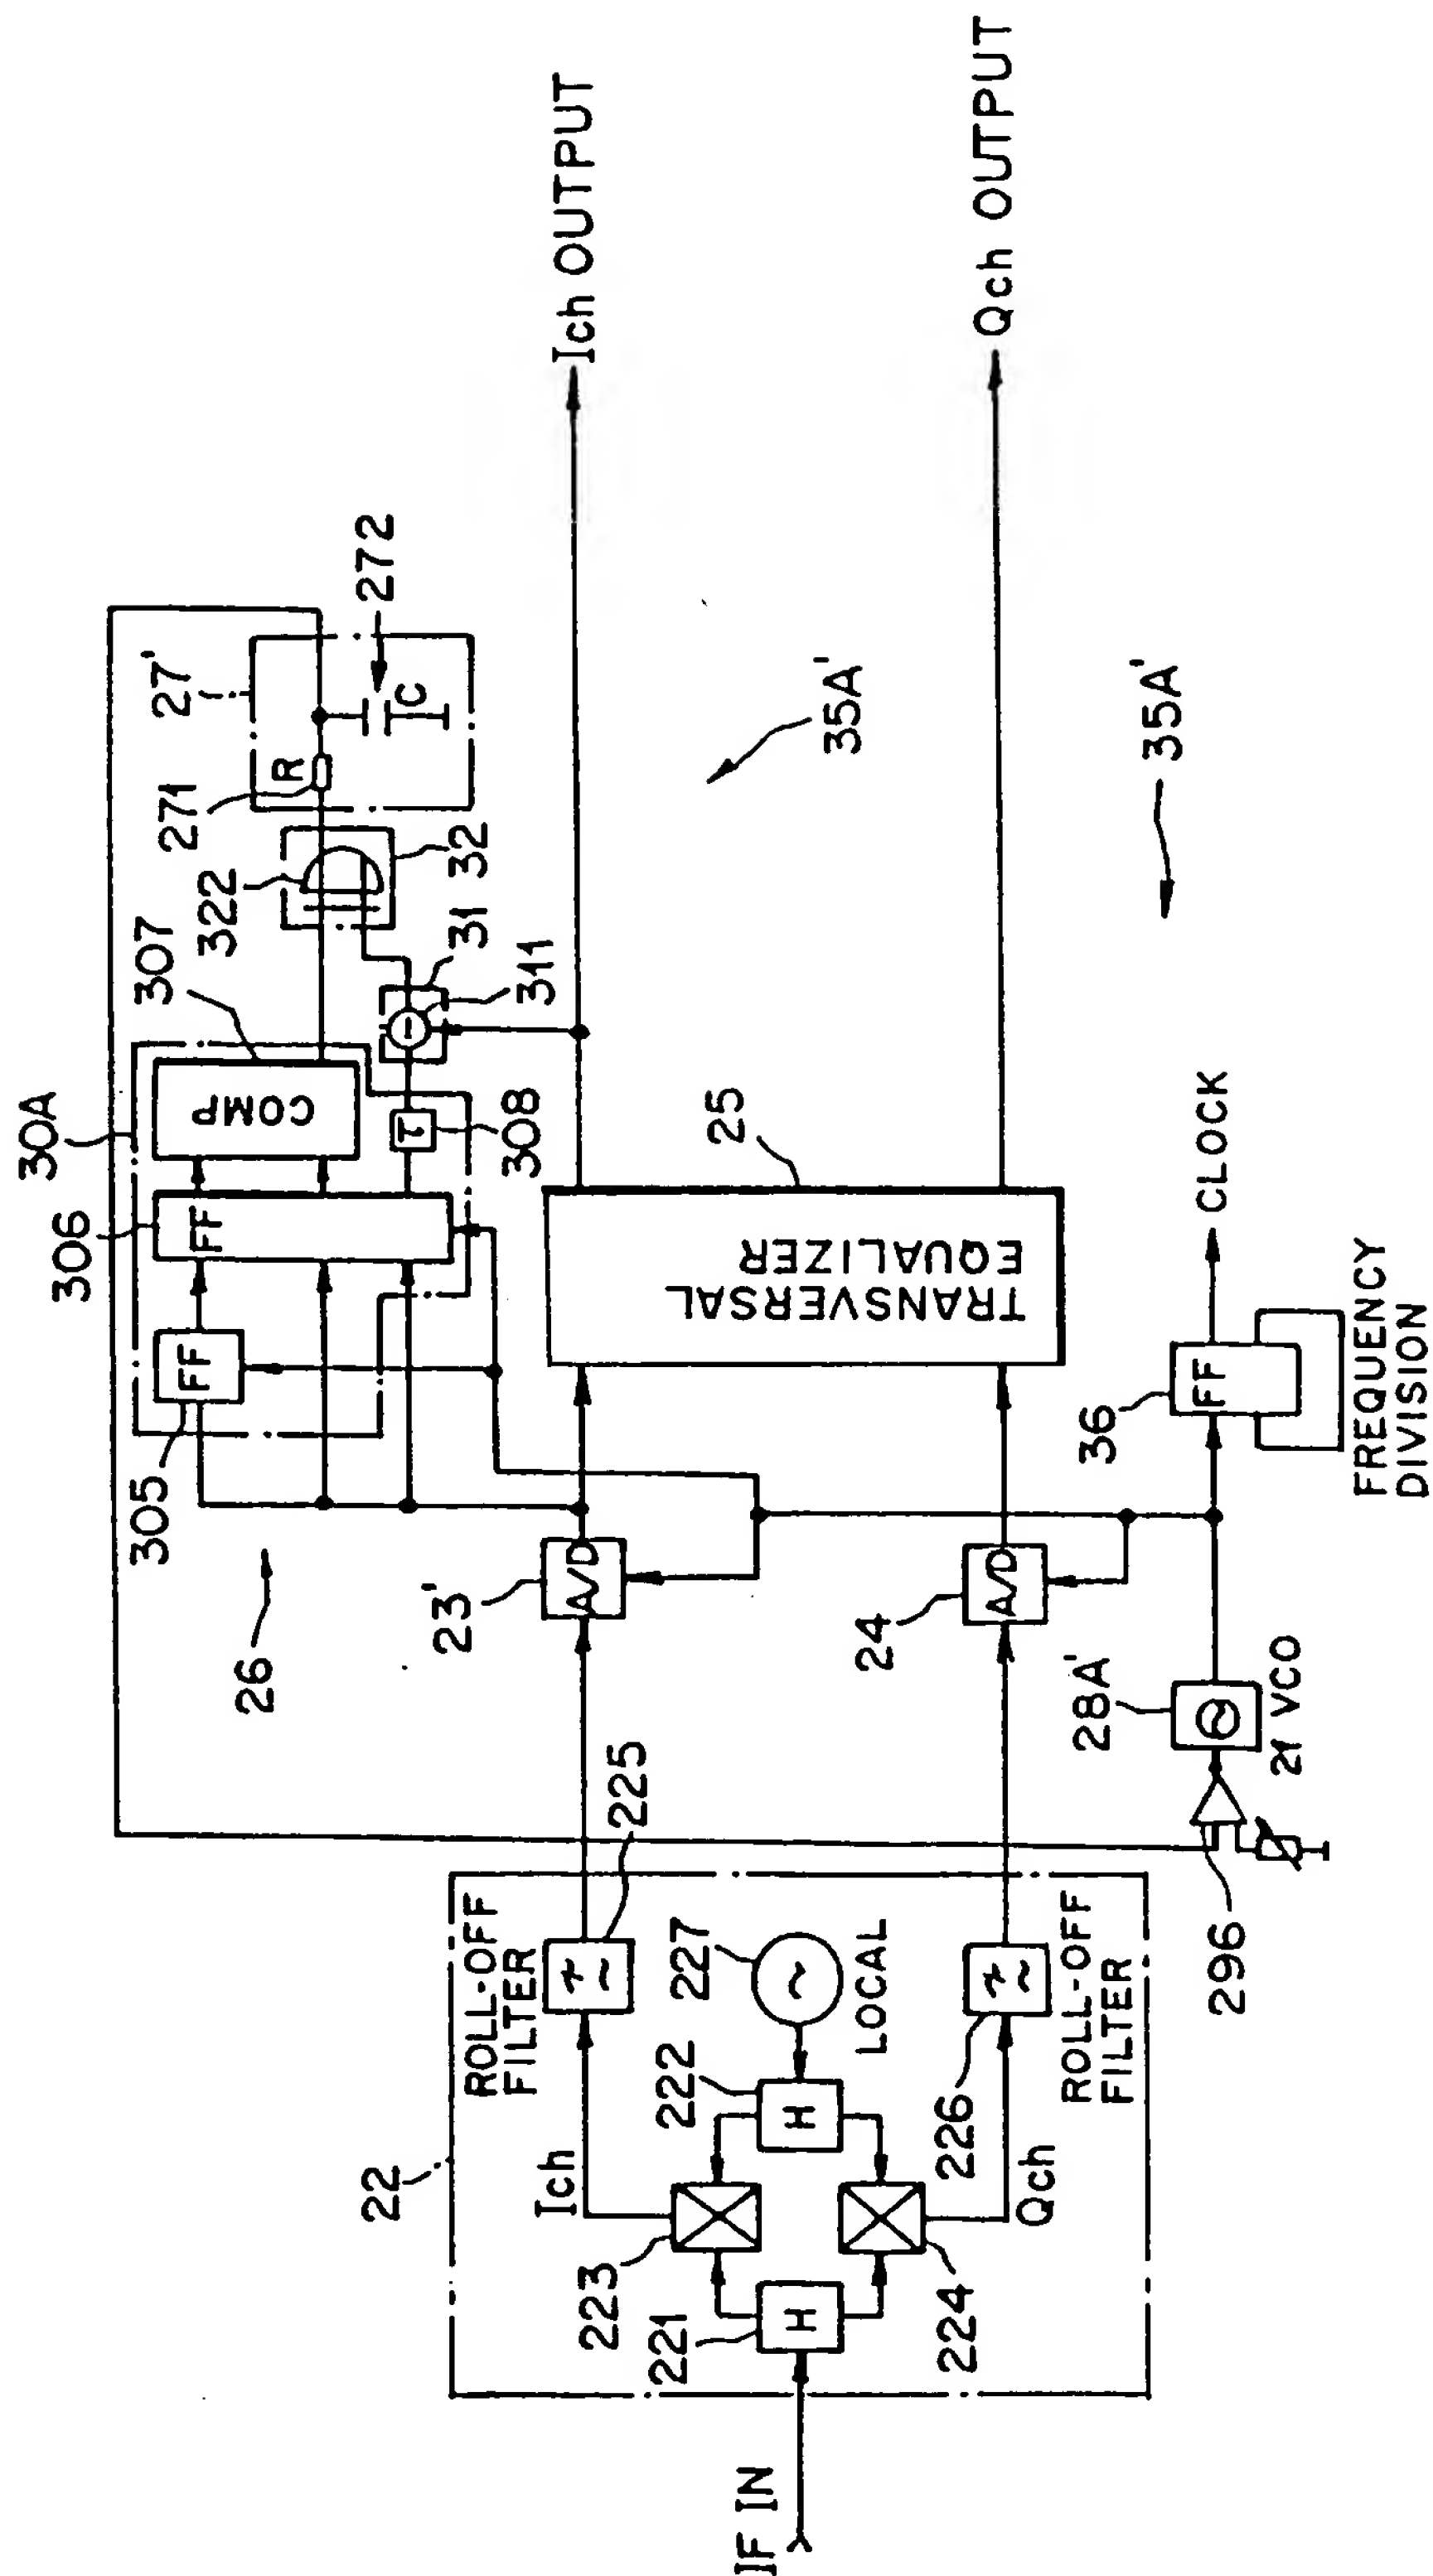 IF IN
22
221
H
223
224
222
H
227
LOCAL
Ich
Qch
ROLL-OFF
FILTER
225
226
ROLL-OFF
FILTER
296
28A'
2f VCO
23'
A/D
24
A/D
26
305
FF
306
FF
30A
COMP
307
τ
308
31
311
32
322
271
R
27'
C
272
TRANSVERSAL
EQUALIZER
25
36
FF
FREQUENCY
DIVISION
CLOCK
35A'
35A'
Ich OUTPUT
Qch OUTPUT